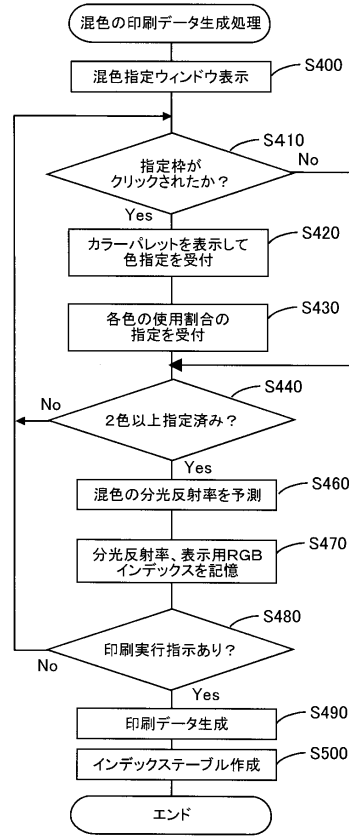 混色の印刷データ生成処理
混色指定ウィンドウ表示
S400
指定枠が
クリックされたか？
S410
No
Yes
カラーパレットを表示して
色指定を受付
S420
各色の使用割合の
指定を受付
S430
2色以上指定済み？
S440
No
Yes
混色の分光反射率を予測
S460
分光反射率、表示用RGB
インデックスを記憶
S470
印刷実行指示あり？
S480
No
Yes
印刷データ生成
S490
インデックステーブル作成
S500
エンド